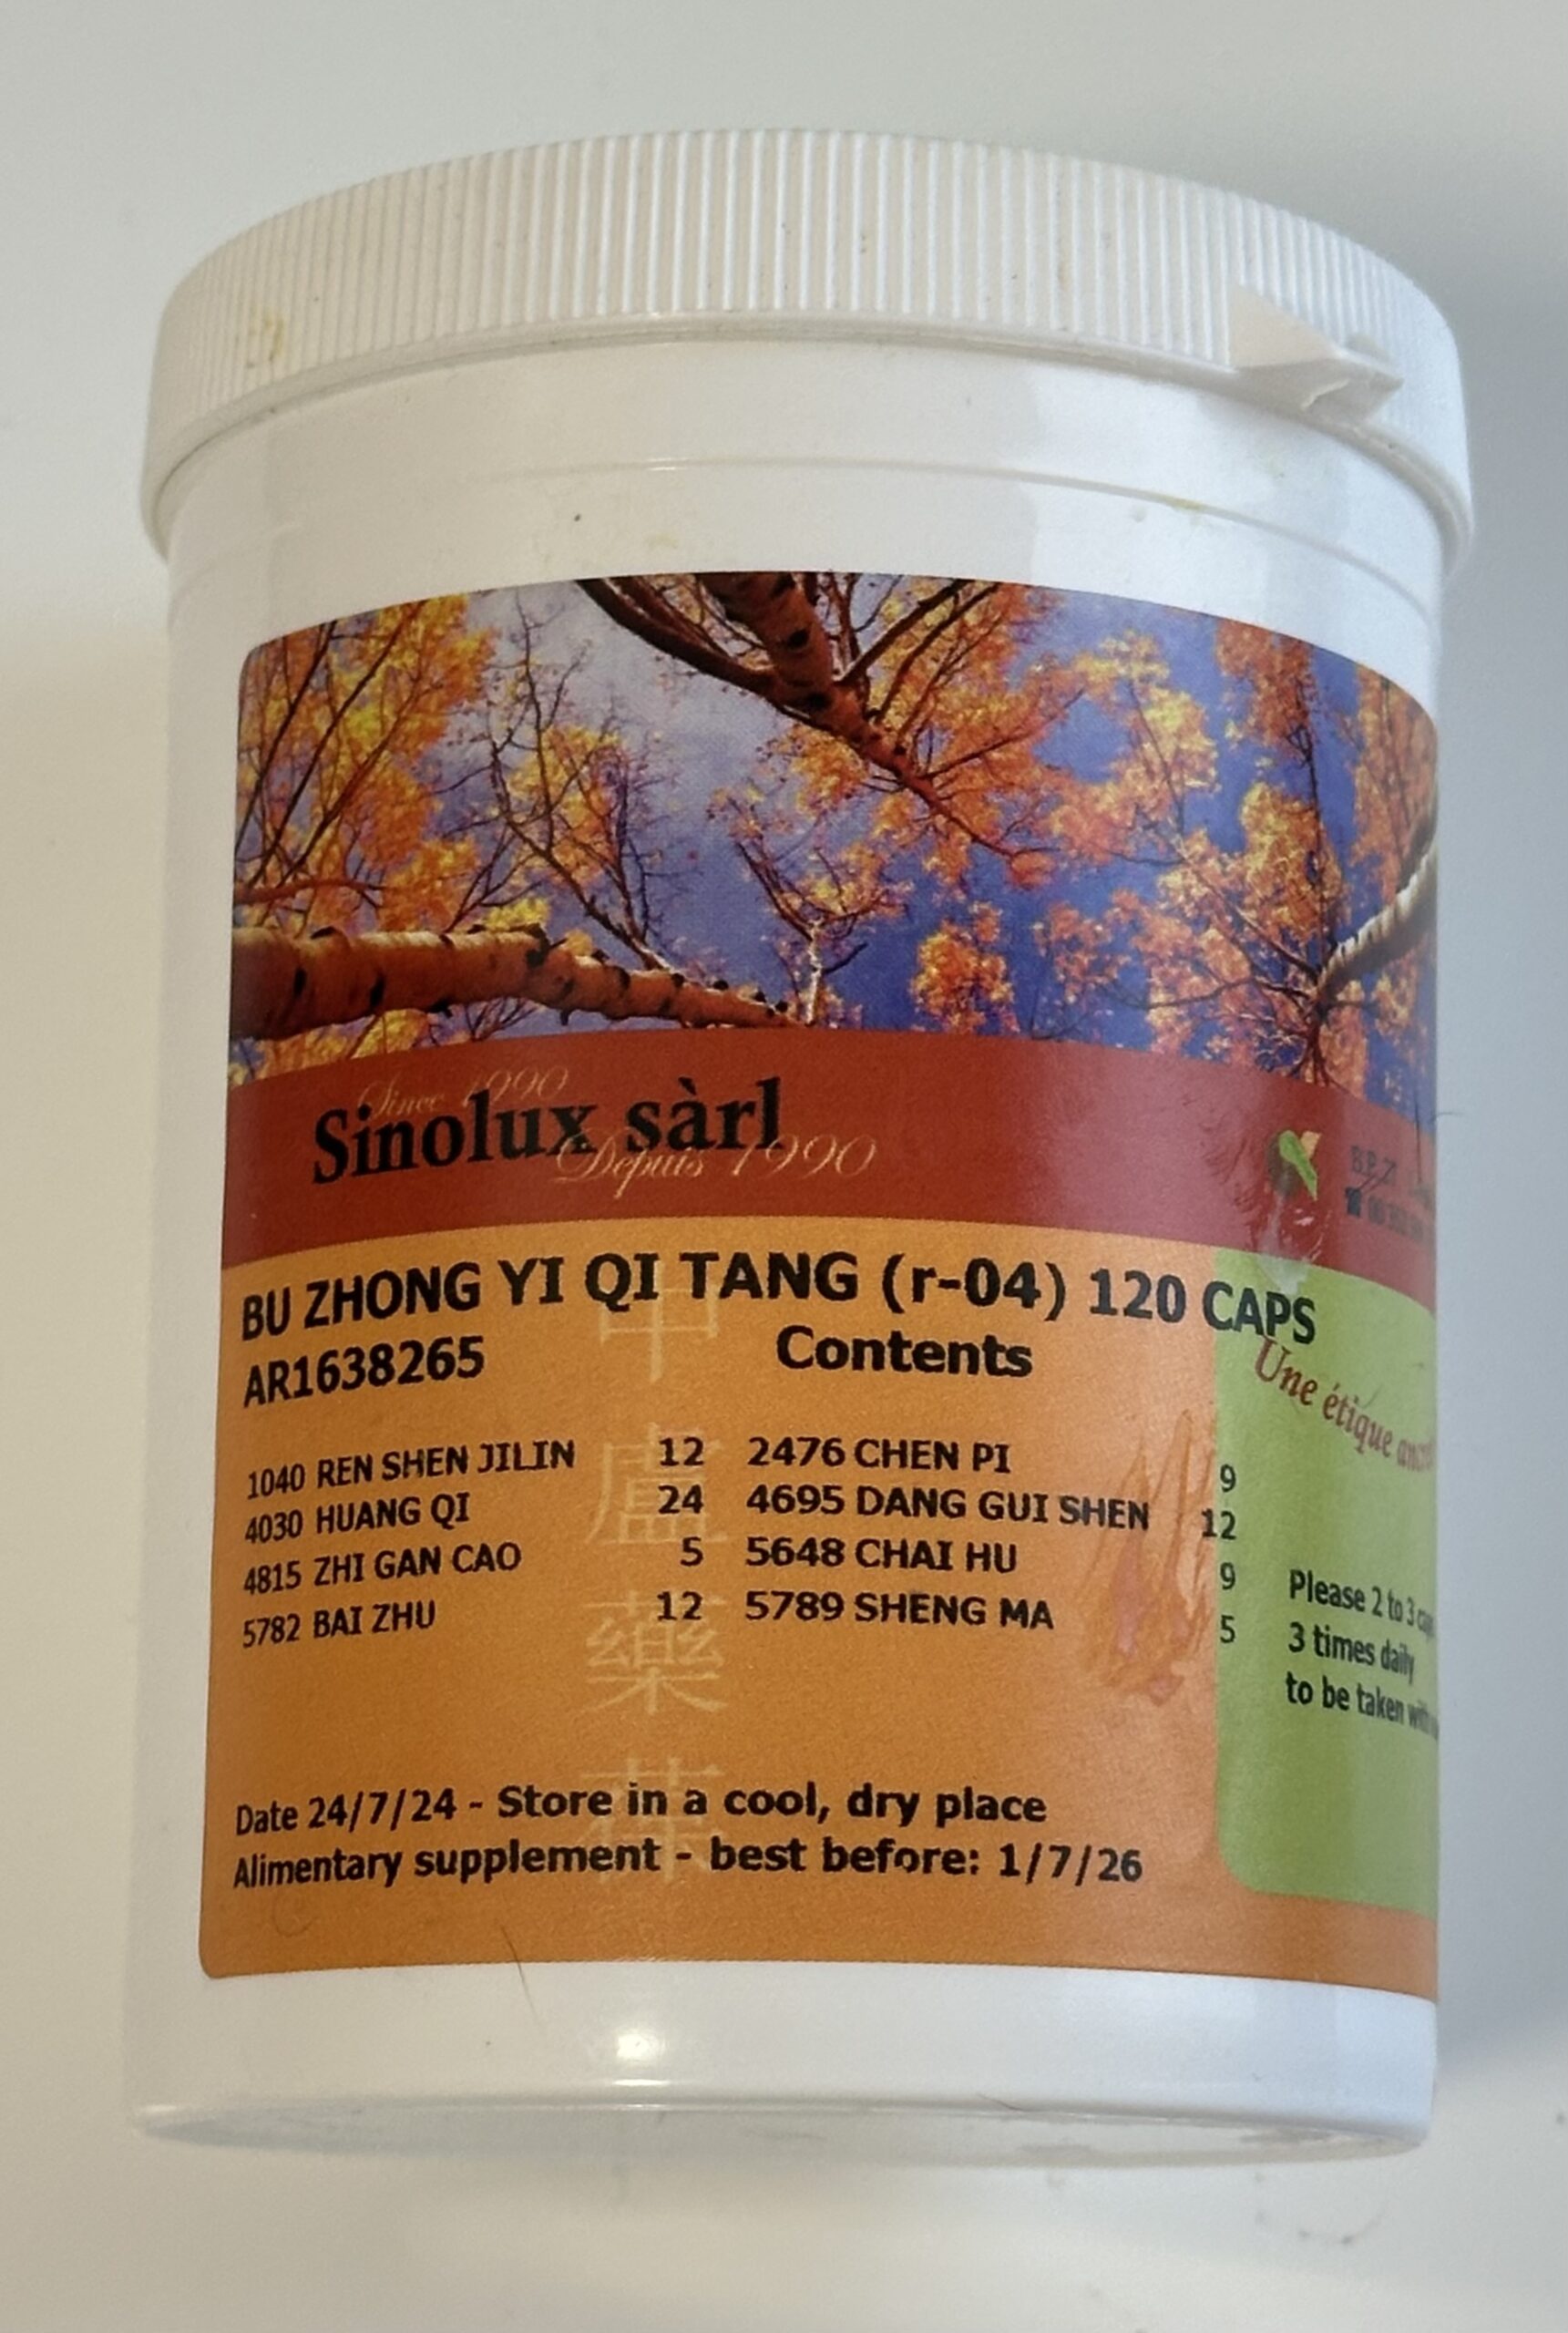 Since 1990
Sinolux sàrl
Depuis 1990
B.P. 21
BU ZHONG YI QI TANG (r-04) 120 CAPS
AR1638265
Contents
Une étique
1040 REN SHEN JILIN 12 2476 CHEN PI 9
4030 HUANG QI 24 4695 DANG GUI SHEN 12
4815 ZHI GAN CAO 5 5648 CHAI HU 9
5782 BAI ZHU 12 5789 SHENG MA 5
Please 2 to 3
3 times daily
to be taken
Date 24/7/24 - Store in a cool, dry place
Alimentary supplement - best before: 1/7/26